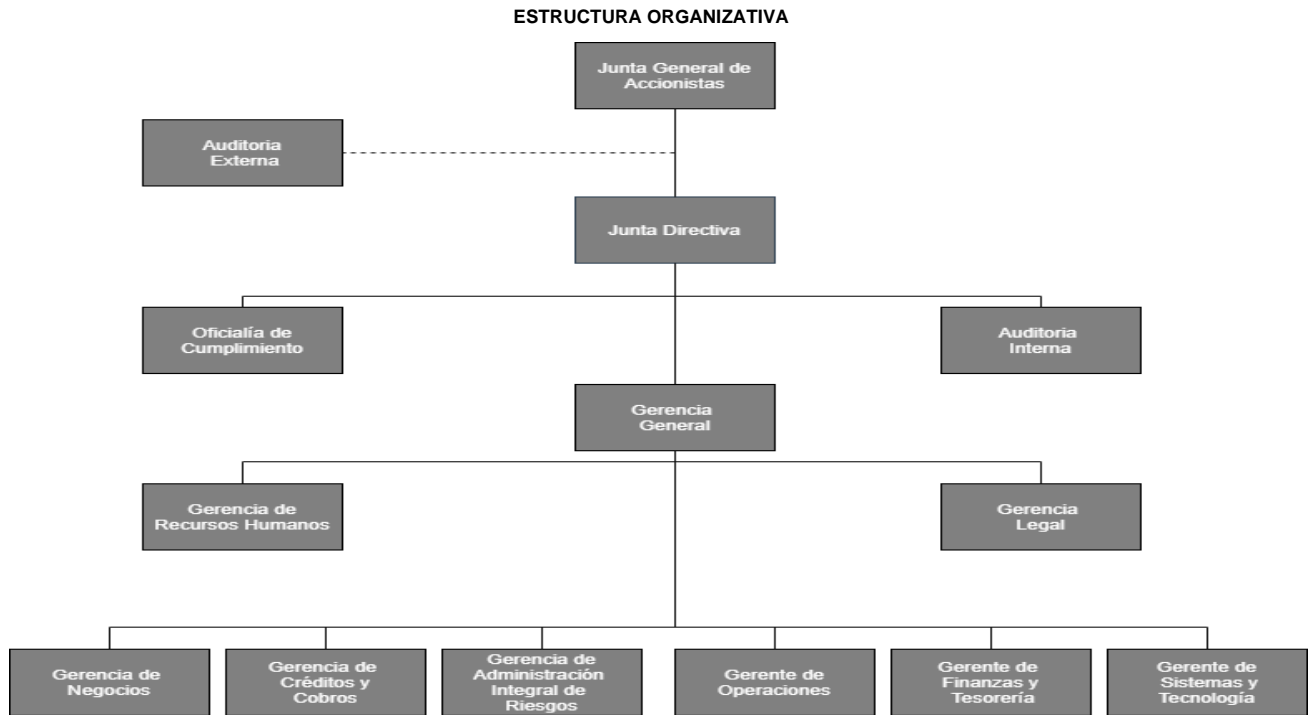 ESTRUCTURA ORGANIZATIVA
Junta General de
Accionistas
Auditoria
Externa
Junta Directiva
Oficialía de
Cumplimiento
Auditoria
Interna
Gerencia
General
Gerencia de
Recursos Humanos
Gerencia
Legal
Gerencia de
Negocios
Gerencia de
Créditos y
Cobros
Gerencia de
Administración
Integral de
Riesgos
Gerente de
Operaciones
Gerente de
Finanzas y
Tesorería
Gerente de
Sistemas y
Tecnología